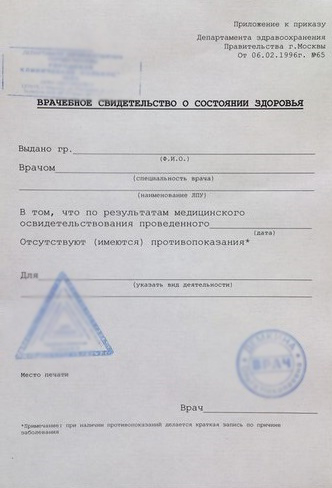 Приложение к приказу
Департамента здравоохранения
Правительства г.Москвы
От 06.02.1996г. №65
ВРАЧЕБНОЕ СВИДЕТЕЛЬСТВО О СОСТОЯНИИ ЗДОРОВЬЯ
Выдано гр.
(Ф.И.О.)
Врачом
(специальность врача)
(наименование ЛПУ)
В том, что по результатам медицинского
освидетельствования проведенного
(дата)
Отсутствуют (имеются) противопоказания*
Для
(указать вид деятельности)
ВРАЧ
Место печати
Врач
*Примечание: при наличии противопоказаний делается краткая запись по причине
заболевания